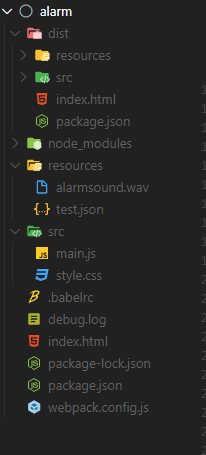 alarm
dist
resources
src
index.html
package.json
node_modules
resources
alarmsound.wav
test.json
src
JS main.js
style.css
.babelrc
debug.log
index.html
package-lock.json
package.json
webpack.config.js